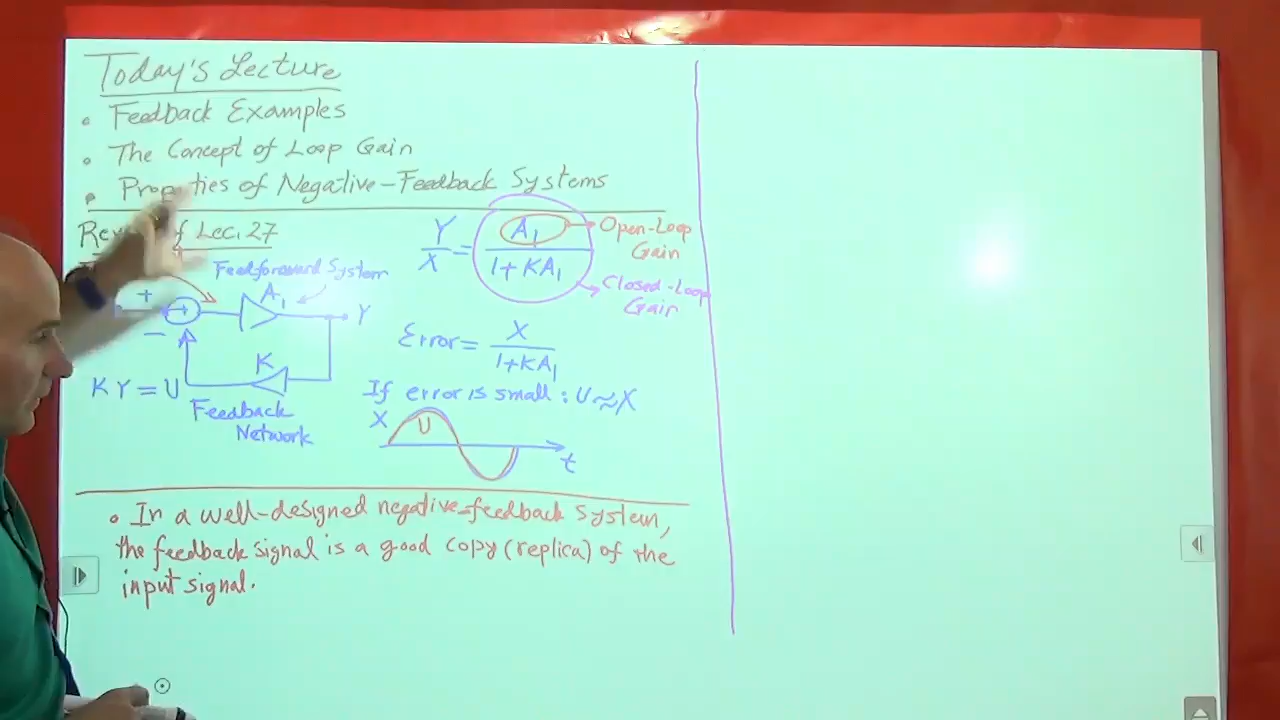 Today's Lecture
• Feedback Examples
• The Concept of Loop Gain
• Properties of Negative-Feedback Systems
of Lec. 27
Feedforward System
+
+
A1
Y
−
K
KY = U
Feedback
Network
Y/X = A1/(1+KA1)
Open-Loop
Gain
Closed-Loop
Gain
Error = X/(1+KA1)
If error is small : U≈X
X
U
t
• In a well-designed negative-feedback system,
the feedback signal is a good copy (replica) of the
input signal.